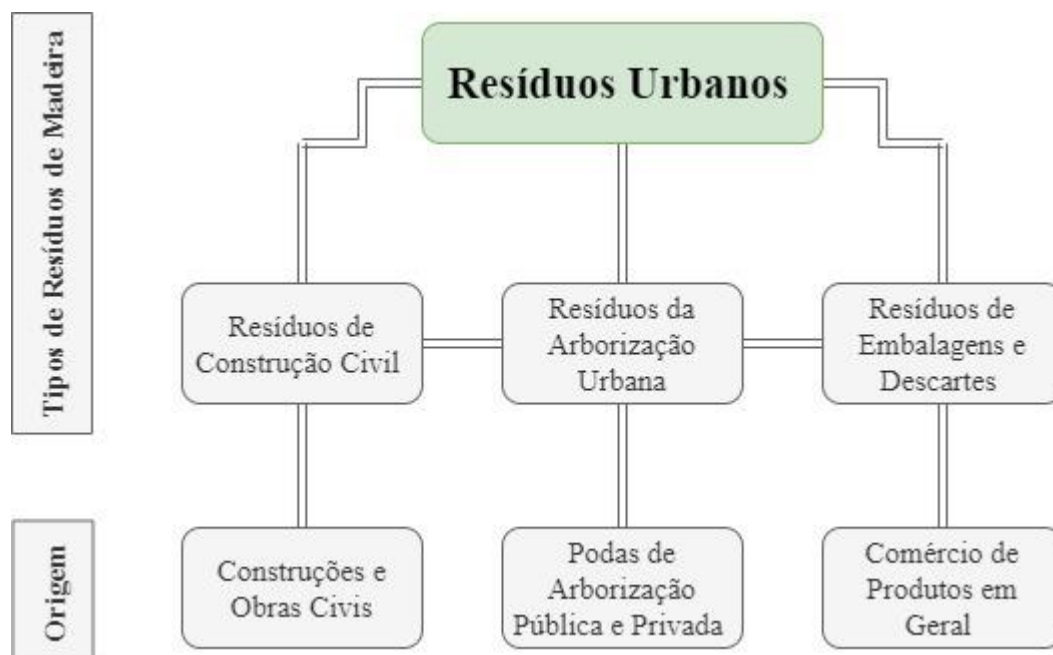 Tipos de Resíduos de Madeira
Resíduos Urbanos
Resíduos de
Construção Civil
Resíduos da
Arborização
Urbana
Resíduos de
Embalagens e
Descartes
Origem
Construções e
Obras Civis
Podas de
Arborização
Pública e Privada
Comércio de
Produtos em
Geral